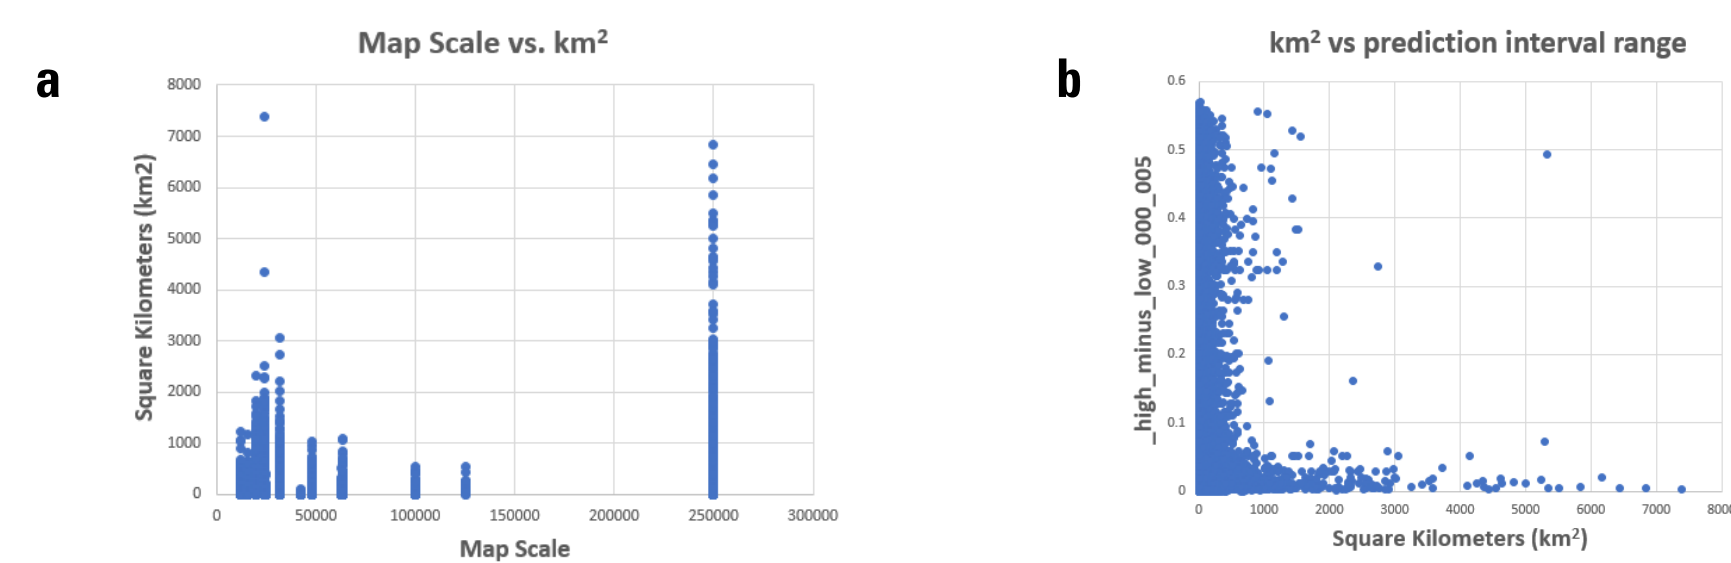 a
Map Scale vs. km²
Square Kilometers (km2)
8000
7000
6000
5000
4000
3000
2000
1000
0
0 50000 100000 150000 200000 250000 300000
Map Scale
b
km² vs prediction interval range
_high_minus_low_000_005
0.6
0.5
0.4
0.3
0.2
0.1
0
0 1000 2000 3000 4000 5000 6000 7000 8000
Square Kilometers (km²)